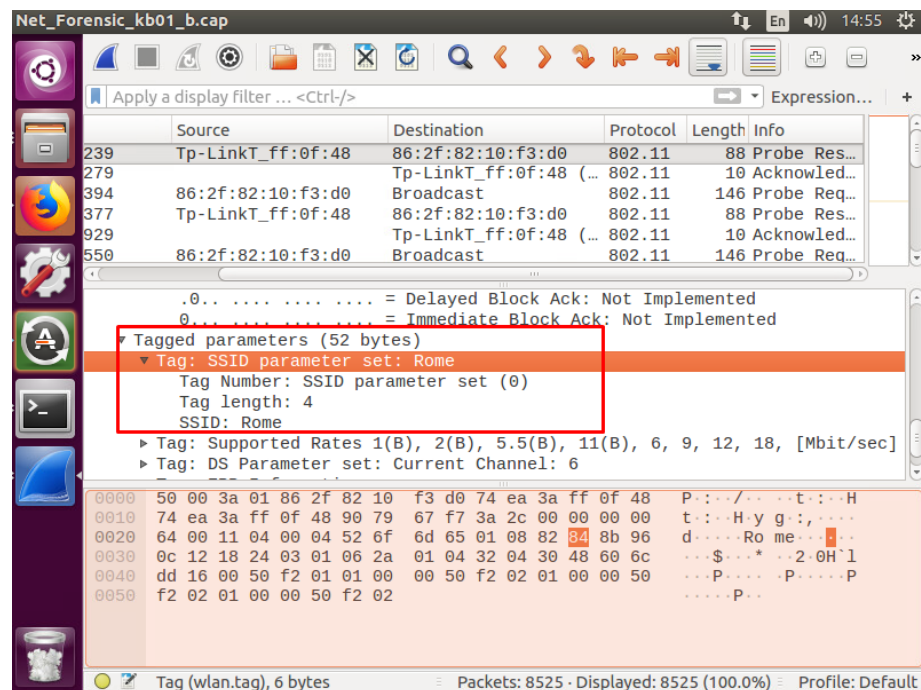 Net_Forensic_kb01_b.cap En 14:55
Apply a display filter … <Ctrl-/> Expression… +
Source Destination Protocol Length Info
239 Tp-LinkT_ff:0f:48 86:2f:82:10:f3:d0 802.11 88 Probe Res…
279 Tp-LinkT_ff:0f:48 (… 802.11 10 Acknowled…
394 86:2f:82:10:f3:d0 Broadcast 802.11 146 Probe Req…
377 Tp-LinkT_ff:0f:48 86:2f:82:10:f3:d0 802.11 88 Probe Res…
929 Tp-LinkT_ff:0f:48 (… 802.11 10 Acknowled…
550 86:2f:82:10:f3:d0 Broadcast 802.11 146 Probe Req…
.0.. .... .... .... = Delayed Block Ack: Not Implemented
0... .... .... .... = Immediate Block Ack: Not Implemented
Tagged parameters (52 bytes)
Tag: SSID parameter set: Rome
Tag Number: SSID parameter set (0)
Tag length: 4
SSID: Rome
Tag: Supported Rates 1(B), 2(B), 5.5(B), 11(B), 6, 9, 12, 18, [Mbit/sec]
Tag: DS Parameter set: Current Channel: 6
0000 50 00 3a 01 86 2f 82 10 f3 d0 74 ea 3a ff 0f 48 P·:··/·· ··t·:··H
0010 74 ea 3a ff 0f 48 90 79 67 f7 3a 2c 00 00 00 00 t·:··H·y g·:,····
0020 64 00 11 04 00 04 52 6f 6d 65 01 08 82 84 8b 96 d·····Ro me······
0030 0c 12 18 24 03 01 06 2a 01 04 32 04 30 48 60 6c ···$···* ··2·0H`l
0040 dd 16 00 50 f2 01 01 00 00 50 f2 02 01 00 00 50 ···P···· ·P·····P
0050 f2 02 01 00 00 50 f2 02 ·····P··
Tag (wlan.tag), 6 bytes Packets: 8525 · Displayed: 8525 (100.0%) Profile: Default